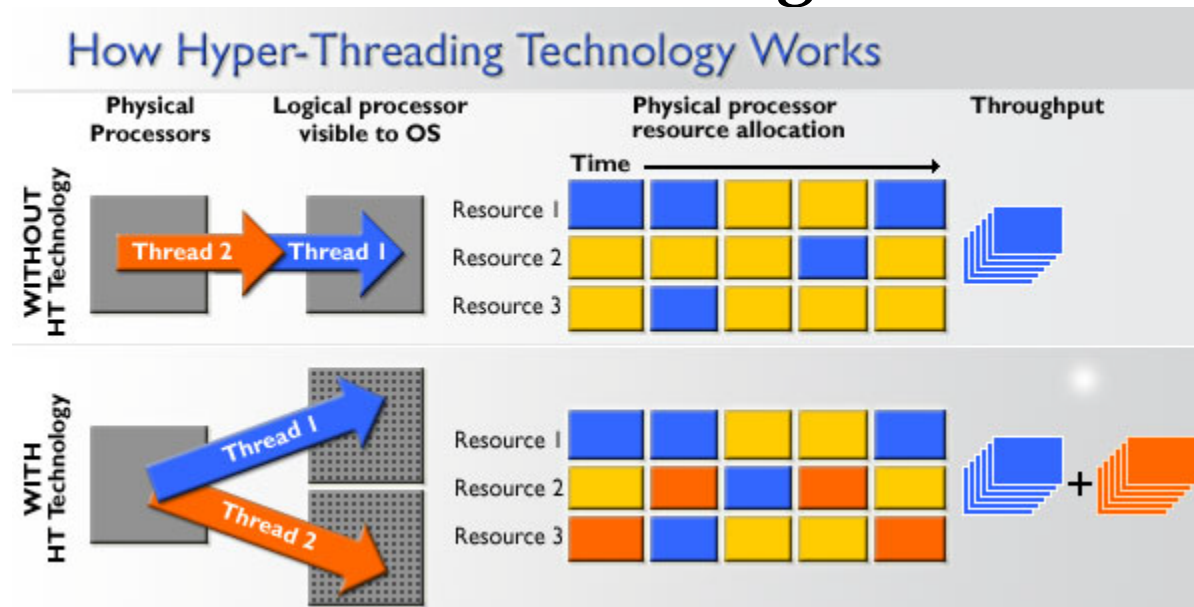 How Hyper-Threading Technology Works
Physical
Processors
Logical processor
visible to OS
Physical processor
resource allocation
Throughput
WITHOUT
HT Technology
Thread 2
Thread 1
Time
Resource 1
Resource 2
Resource 3
WITH
HT Technology
Thread 1
Thread 2
Resource 1
Resource 2
Resource 3
+